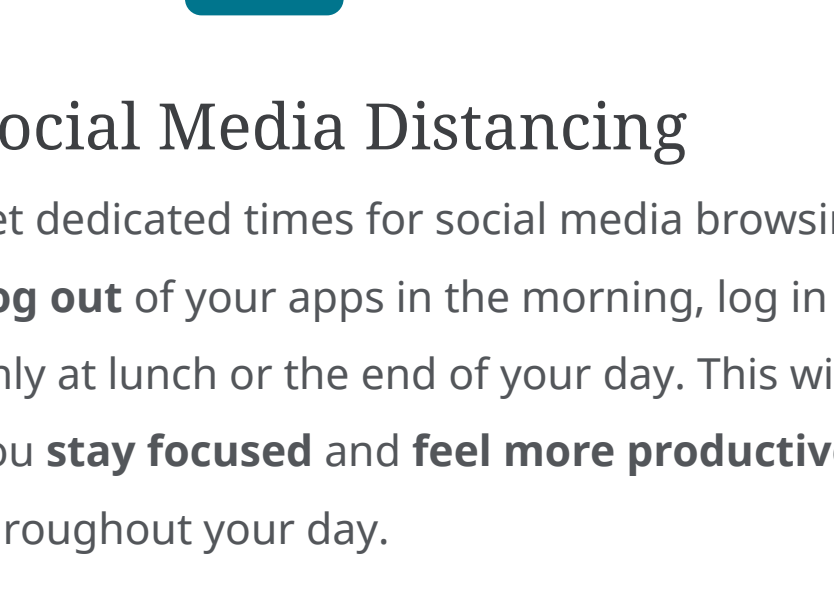 ocial Media Distancing
et dedicated times for social media browsi
og out of your apps in the morning, log in
nly at lunch or the end of your day. This wi
ou stay focused and feel more productiv
roughout your day.